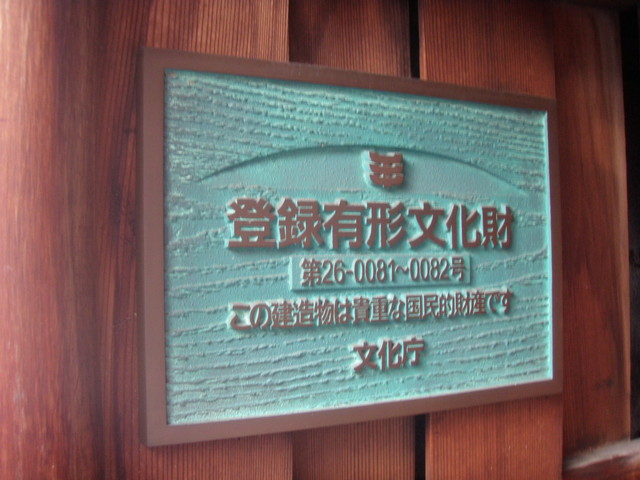 登録有形文化財
第26-0081~0082号
この建造物は貴重な国民的財産です
文化庁